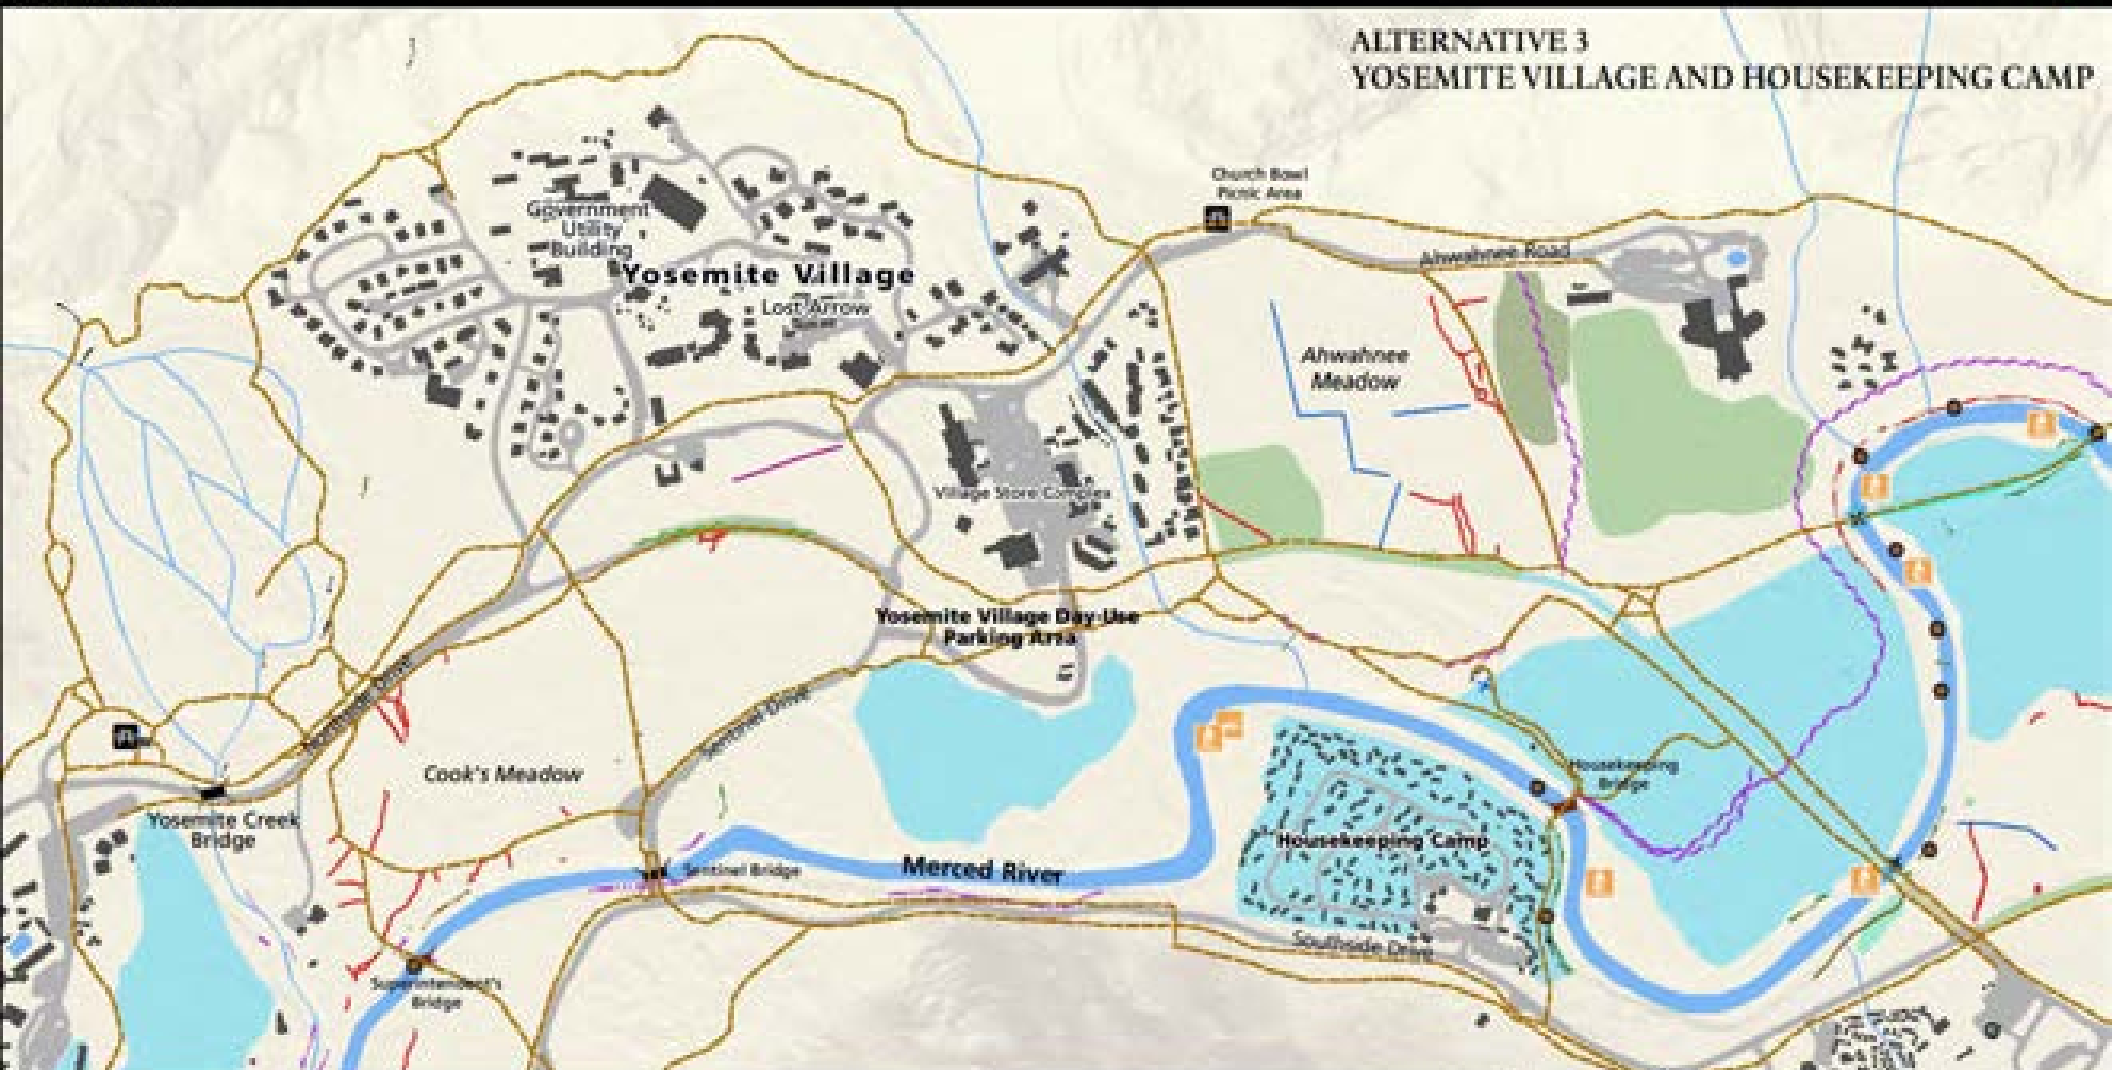 ALTERNATIVE 3
YOSEMITE VILLAGE AND HOUSEKEEPING CAMP
Church Bowl
Picnic Area
Government
Utility
Building
Yosemite Village
Lost Arrow
Ahwahnee Road
Ahwahnee
Meadow
Village Store Complex
Yosemite Village Day Use
Parking Area
Northside Drive
Sentinel Drive
Cook's Meadow
Housekeeping
Bridge
Yosemite Creek
Bridge
Housekeeping Camp
Sentinel Bridge
Merced River
Southside Drive
Superintendent's
Bridge